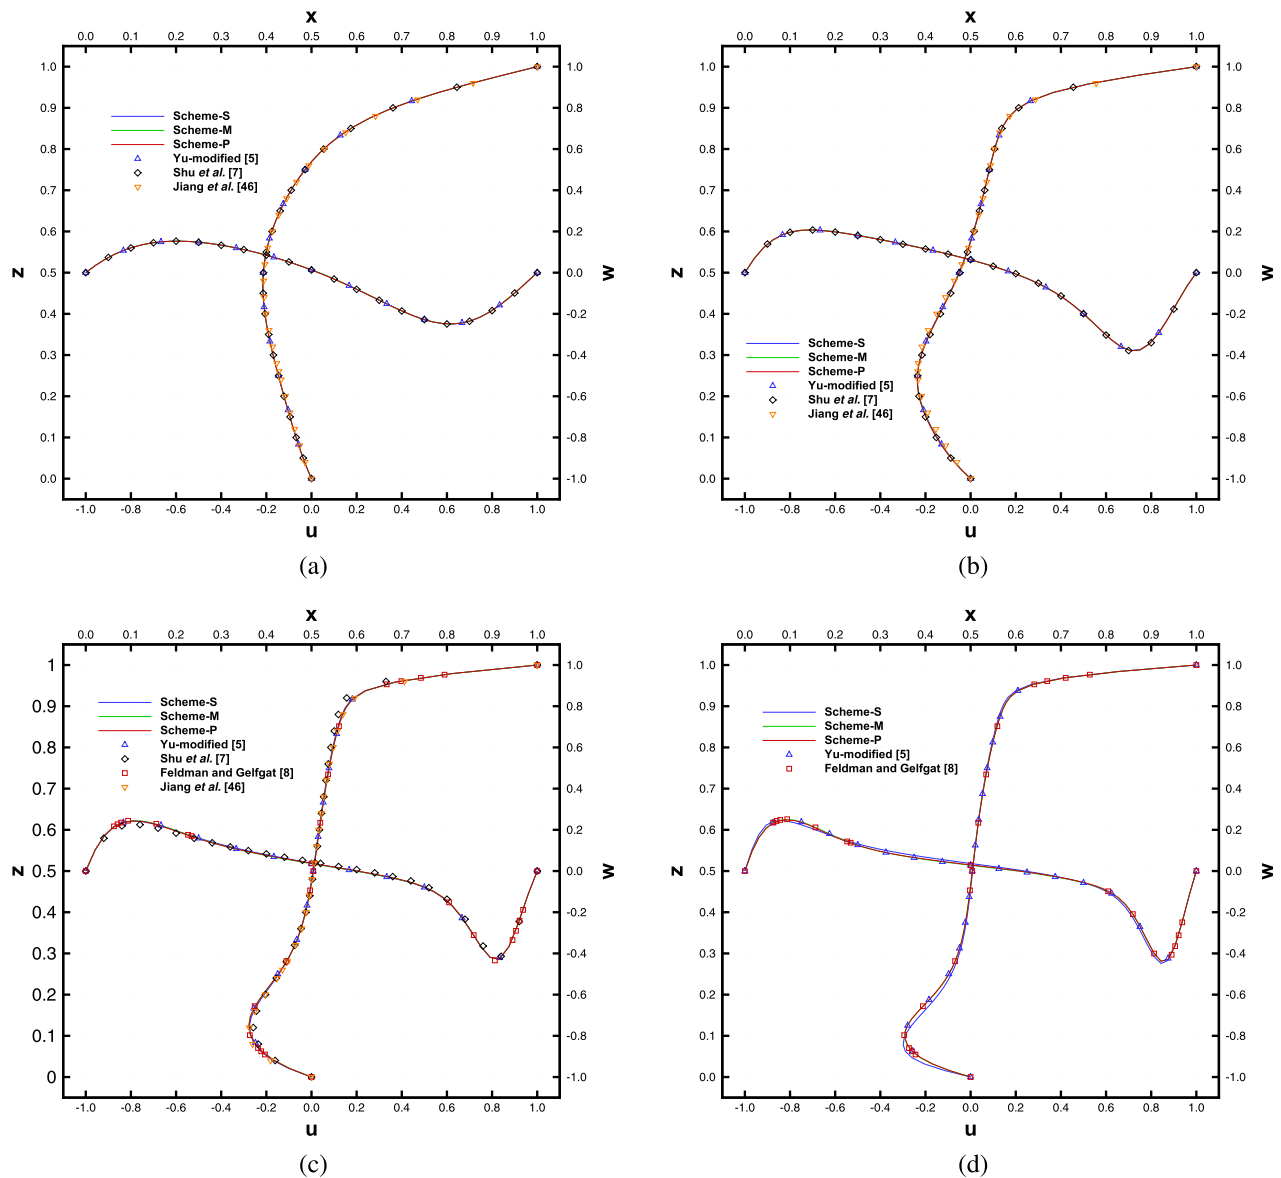 x
0.0 0.1 0.2 0.3 0.4 0.5 0.6 0.7 0.8 0.9 1.0
1.0 1.0
0.9 0.8
0.8 0.6
0.7 0.4
0.6 0.2
0.5 0.0
0.4 -0.2
0.3 -0.4
0.2 -0.6
0.1 -0.8
0.0 -1.0
z
w
Scheme-S
Scheme-M
Scheme-P
Yu-modified [5]
Shu et al. [7]
Jiang et al. [46]
-1.0 -0.8 -0.6 -0.4 -0.2 0.0 0.2 0.4 0.6 0.8 1.0
u
(a)
x
0.0 0.1 0.2 0.3 0.4 0.5 0.6 0.7 0.8 0.9 1.0
1.0 1.0
0.9 0.8
0.8 0.6
0.7 0.4
0.6 0.2
0.5 0.0
0.4 -0.2
0.3 -0.4
0.2 -0.6
0.1 -0.8
0.0 -1.0
z
w
Scheme-S
Scheme-M
Scheme-P
Yu-modified [5]
Shu et al. [7]
Jiang et al. [46]
-1.0 -0.8 -0.6 -0.4 -0.2 0.0 0.2 0.4 0.6 0.8 1.0
u
(b)
x
0.0 0.1 0.2 0.3 0.4 0.5 0.6 0.7 0.8 0.9 1.0
1 1.0
0.9 0.8
0.8 0.6
0.7 0.4
0.6 0.2
0.5 0.0
0.4 -0.2
0.3 -0.4
0.2 -0.6
0.1 -0.8
0 -1.0
z
w
Scheme-S
Scheme-M
Scheme-P
Yu-modified [5]
Shu et al. [7]
Feldman and Gelfgat [8]
Jiang et al. [46]
-1.0 -0.8 -0.6 -0.4 -0.2 0.0 0.2 0.4 0.6 0.8 1.0
u
(c)
x
0.0 0.1 0.2 0.3 0.4 0.5 0.6 0.7 0.8 0.9 1.0
1.0 1.0
0.9 0.8
0.8 0.6
0.7 0.4
0.6 0.2
0.5 0.0
0.4 -0.2
0.3 -0.4
0.2 -0.6
0.1 -0.8
0.0 -1.0
z
w
Scheme-S
Scheme-M
Scheme-P
Yu-modified [5]
Feldman and Gelfgat [8]
-1.0 -0.8 -0.6 -0.4 -0.2 0.0 0.2 0.4 0.6 0.8 1.0
u
(d)